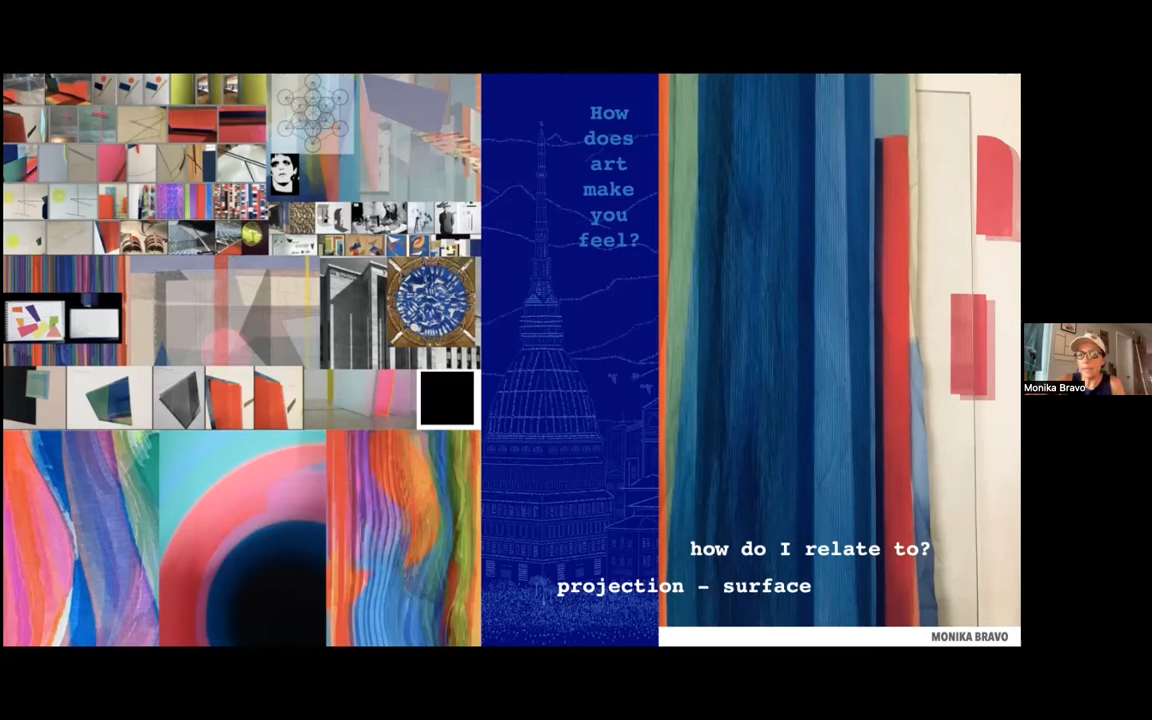 How
does
art
make
you
feel?
how do I relate to?
projection – surface
MONIKA BRAVO
Monika Bravo